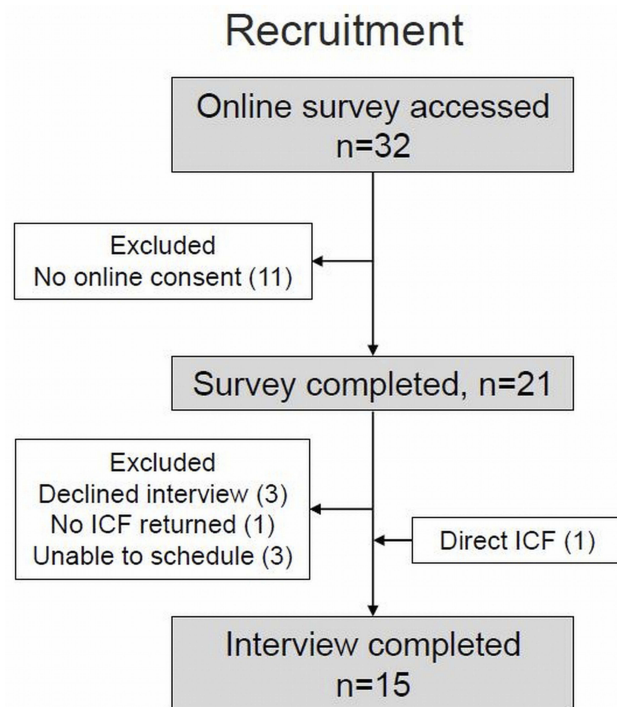 Recruitment
Online survey accessed
n=32
Excluded
No online consent (11)
Survey completed, n=21
Excluded
Declined interview (3)
No ICF returned (1)
Unable to schedule (3)
Direct ICF (1)
Interview completed
n=15